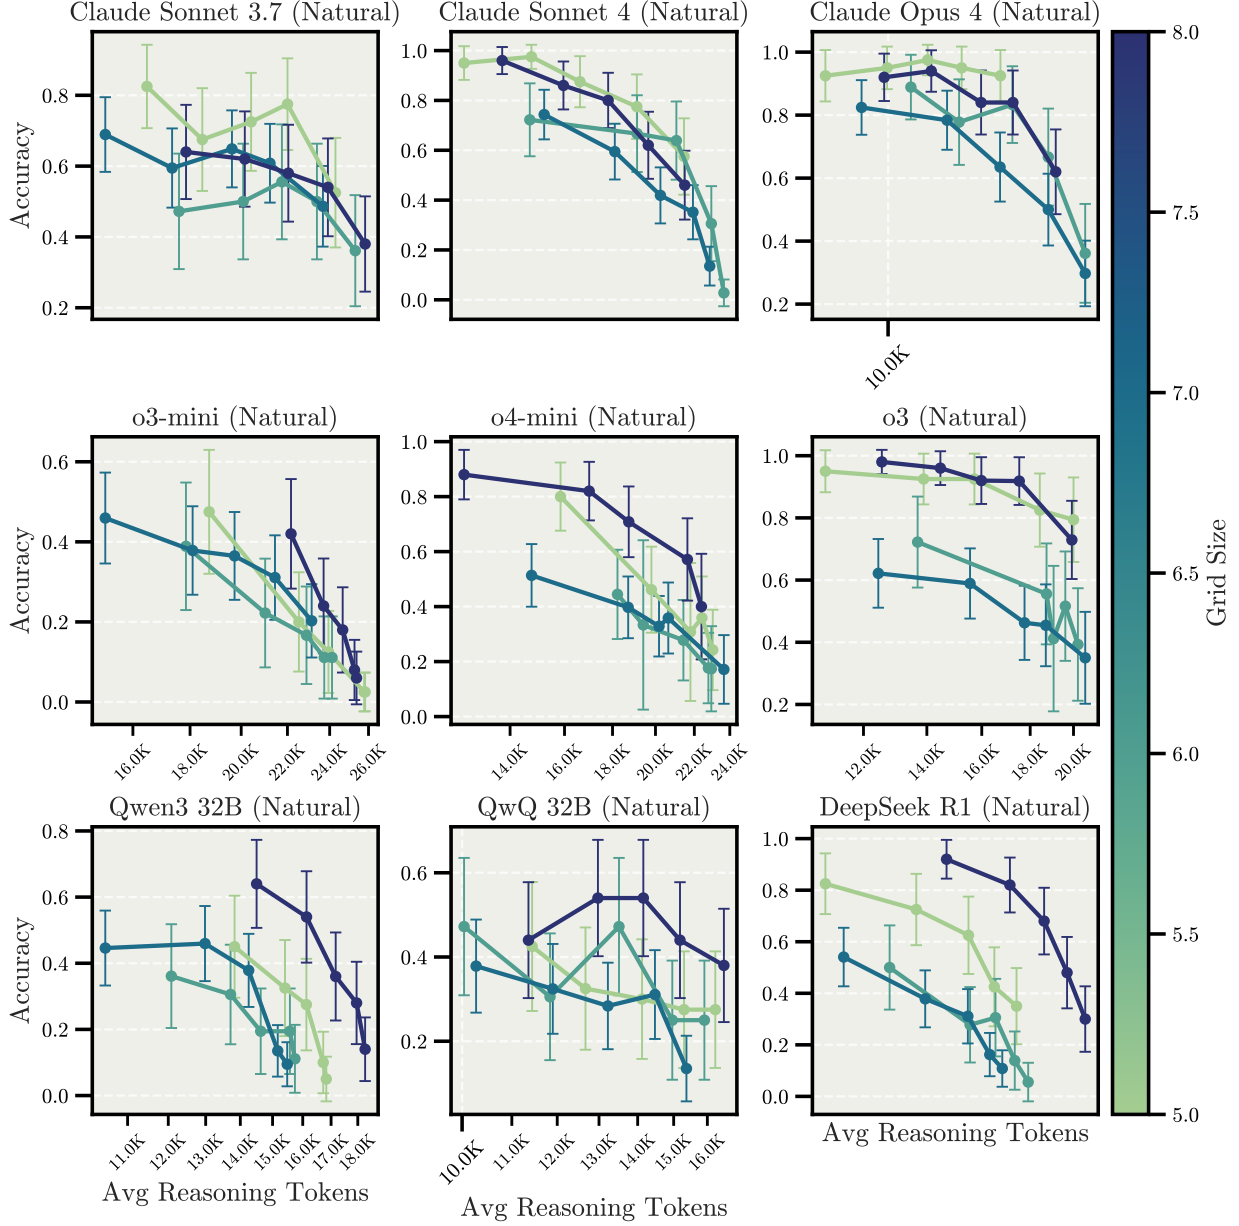 Claude Sonnet 3.7 (Natural)
Claude Sonnet 4 (Natural)
Claude Opus 4 (Natural)
Accuracy
0.8
0.6
0.4
0.2
1.0
0.8
0.6
0.4
0.2
0.0
1.0
0.8
0.6
0.4
0.2
10.0K
o3-mini (Natural)
o4-mini (Natural)
o3 (Natural)
Accuracy
0.6
0.4
0.2
0.0
16.0K 18.0K 20.0K 22.0K 24.0K 26.0K
1.0
0.8
0.6
0.4
0.2
0.0
14.0K 16.0K 18.0K 20.0K 22.0K 24.0K
1.0
0.8
0.6
0.4
0.2
12.0K 14.0K 16.0K 18.0K 20.0K
Qwen3 32B (Natural)
QwQ 32B (Natural)
DeepSeek R1 (Natural)
Accuracy
0.8
0.6
0.4
0.2
0.0
11.0K 12.0K 13.0K 14.0K 15.0K 16.0K 17.0K 18.0K
Avg Reasoning Tokens
0.6
0.4
0.2
10.0K 11.0K 12.0K 13.0K 14.0K 15.0K 16.0K
Avg Reasoning Tokens
1.0
0.8
0.6
0.4
0.2
0.0
Avg Reasoning Tokens
8.0
7.5
7.0
6.5
6.0
5.5
5.0
Grid Size